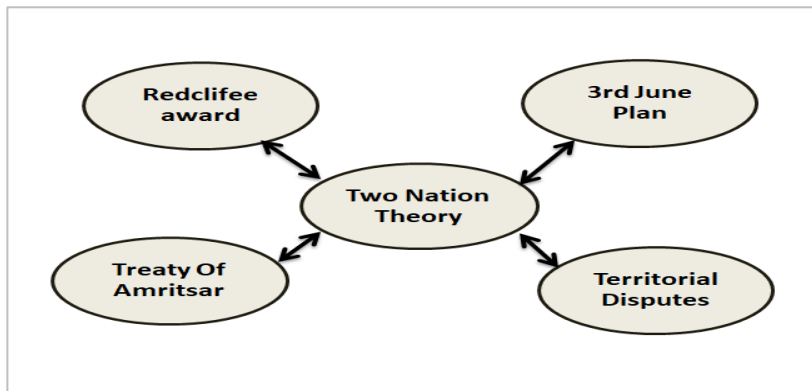 Redclifee
award
3rd June
Plan
Two Nation
Theory
Treaty Of
Amritsar
Territorial
Disputes